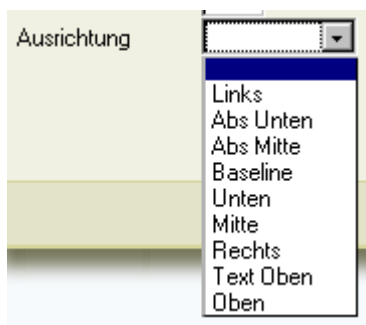 Ausrichtung
Links
Abs Unten
Abs Mitte
Baseline
Unten
Mitte
Rechts
Text Oben
Oben